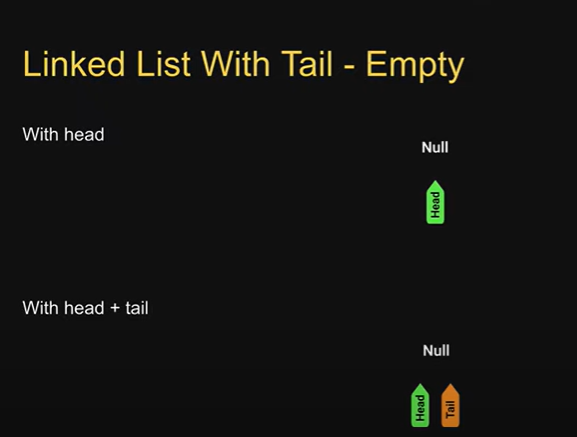 Linked List With Tail - Empty
With head
Null
Head
With head + tail
Null
Head
Tail